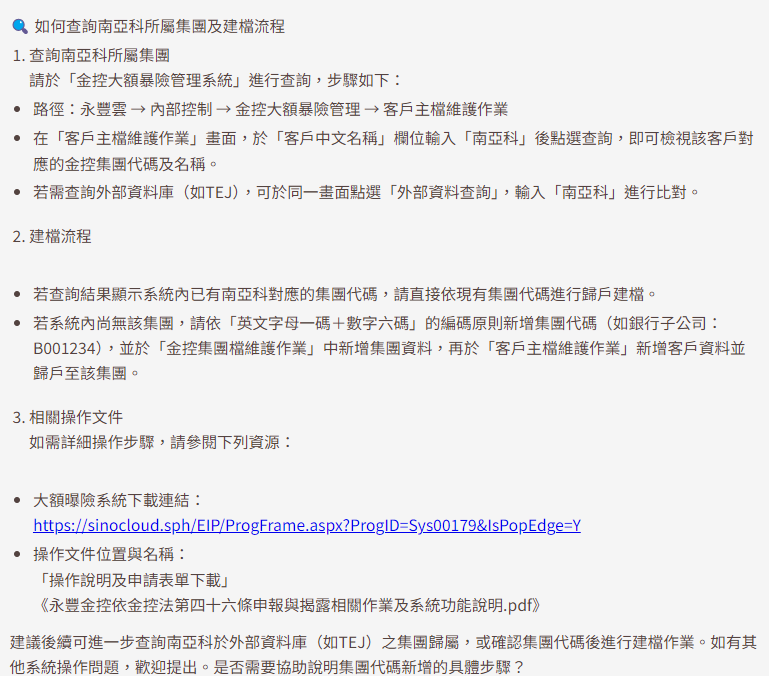 🔍 如何查詢南亞科所屬集團及建檔流程
1. 查詢南亞科所屬集團
請於「金控大額暴險管理系統」進行查詢，步驟如下：
• 路徑：永豐雲 → 內部控制 → 金控大額暴險管理 → 客戶主檔維護作業
• 在「客戶主檔維護作業」畫面，於「客戶中文名稱」欄位輸入「南亞科」後點選查詢，即可檢視該客戶對
應的金控集團代碼及名稱。
• 若需查詢外部資料庫（如TEJ），可於同一畫面點選「外部資料查詢」，輸入「南亞科」進行比對。
2. 建檔流程
• 若查詢結果顯示系統內已有南亞科對應的集團代碼，請直接依現有集團代碼進行歸戶建檔。
• 若系統內尚無該集團，請依「英文字母一碼＋數字六碼」的編碼原則新增集團代碼（如銀行子公司：
B001234），並於「金控集團檔維護作業」中新增集團資料，再於「客戶主檔維護作業」新增客戶資料並
歸戶至該集團。
3. 相關操作文件
如需詳細操作步驟，請參閱下列資源：
• 大額曝險系統下載連結：
https://sinocloud.sph/EIP/ProgFrame.aspx?ProgID=Sys00179&IsPopEdge=Y
• 操作文件位置與名稱：
「操作說明及申請表單下載」
《永豐金控依金控法第四十六條申報與揭露相關作業及系統功能說明.pdf》
建議後續可進一步查詢南亞科於外部資料庫（如TEJ）之集團歸屬，或確認集團代碼後進行建檔作業。如有其
他系統操作問題，歡迎提出。是否需要協助說明集團代碼新增的具體步驟？